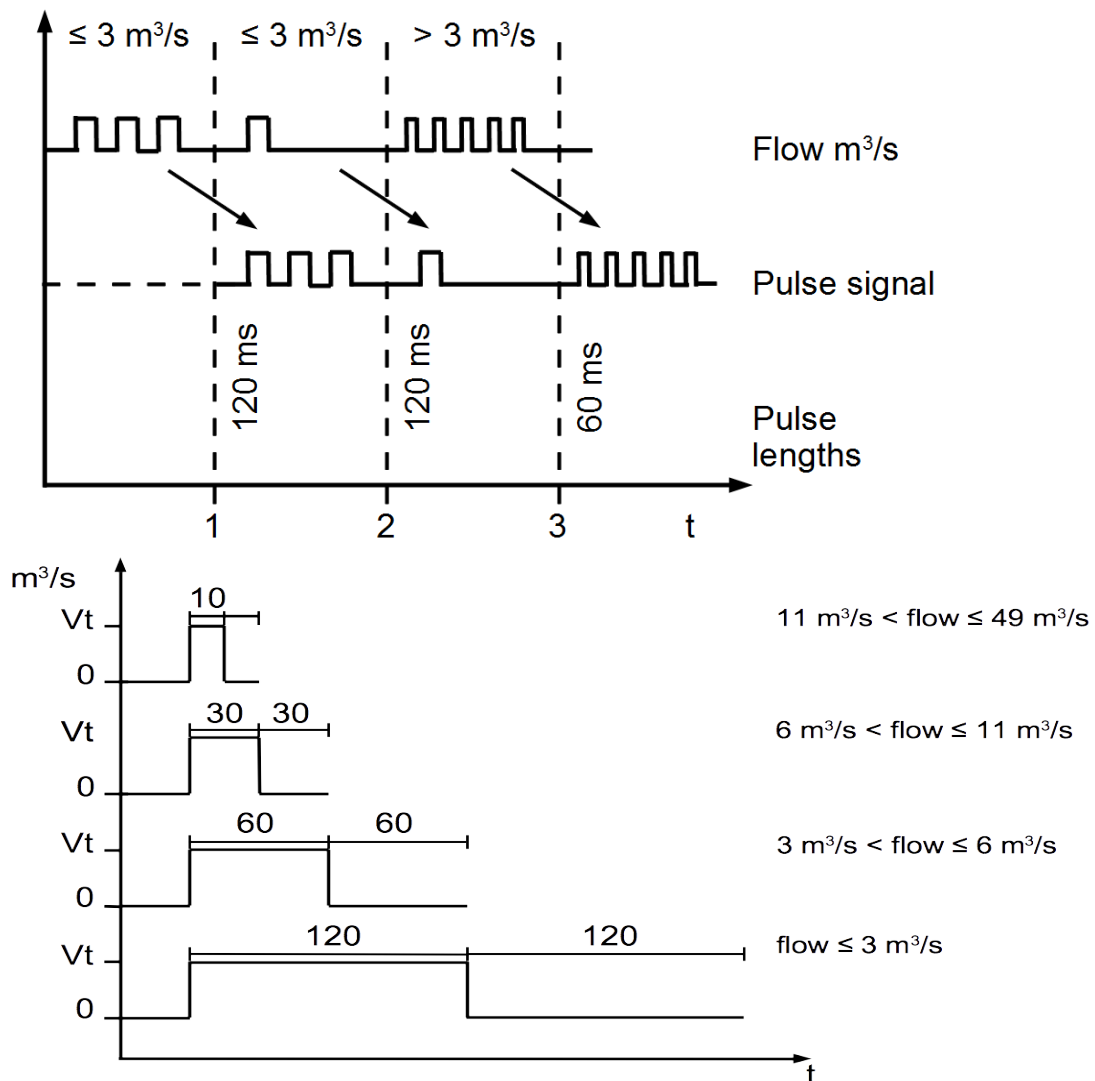 ≤ 3 m³/s ≤ 3 m³/s > 3 m³/s
Flow m³/s
Pulse signal
120 ms 120 ms 60 ms
Pulse
lengths
1 2 3 t
m³/s
10
Vt
11 m³/s < flow ≤ 49 m³/s
0
30 30
Vt
6 m³/s < flow ≤ 11 m³/s
0
60 60
Vt
3 m³/s < flow ≤ 6 m³/s
0
120 120
Vt
flow ≤ 3 m³/s
0
t